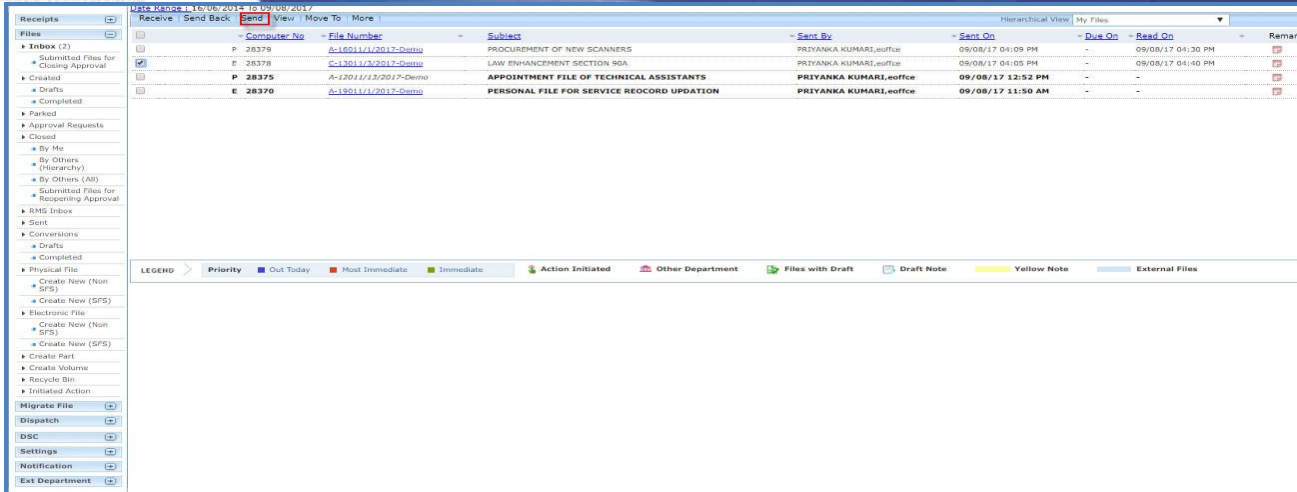 Date Range : 16/06/2014 To 09/08/2017
Receive | Send Back | Send | View | Move To | More |
Hierarchical View My Files
Receipts
Files
Inbox (2)
Submitted Files for
Closing Approval
Created
Drafts
Completed
Parked
Approval Requests
Closed
By Me
By Others
(Hierarchy)
By Others (All)
Submitted Files for
Reopening Approval
RMS Inbox
Sent
Conversions
Drafts
Completed
Physical File
Create New (Non
SFS)
Create New (SFS)
Electronic File
Create New (Non
SFS)
Create New (SFS)
Create Part
Create Volume
Recycle Bin
Initiated Action
Migrate File
Dispatch
DSC
Settings
Notification
Ext Department
Computer No File Number Subject Sent By Sent On Due On Read On Remar
P 28379 A-16011/1/2017-Demo PROCUREMENT OF NEW SCANNERS PRIYANKA KUMARI,eoffce 09/08/17 04:09 PM - 09/08/17 04:30 PM
E 28378 C-13011/3/2017-Demo LAW ENHANCEMENT SECTION 90A PRIYANKA KUMARI,eoffce 09/08/17 04:05 PM - 09/08/17 04:40 PM
P 28375 A-12011/13/2017-Demo APPOINTMENT FILE OF TECHNICAL ASSISTANTS PRIYANKA KUMARI,eoffce 09/08/17 12:52 PM - -
E 28370 A-19011/1/2017-Demo PERSONAL FILE FOR SERVICE REOCORD UPDATION PRIYANKA KUMARI,eoffce 09/08/17 11:50 AM - -
LEGEND Priority Out Today Most Immediate Immediate Action Initiated Other Department Files with Draft Draft Note Yellow Note External Files